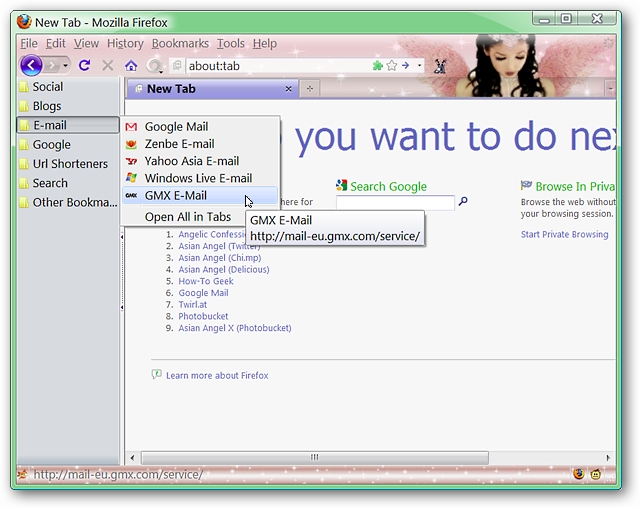 New Tab - Mozilla Firefox
File Edit View History Bookmarks Tools Help
about:tab
Social
Blogs
E-mail
Google
Url Shorteners
Search
Other Bookma...
New Tab
you want to do nex
Google Mail
Zenbe E-mail
Yahoo Asia E-mail
Windows Live E-mail
GMX E-Mail
Open All in Tabs
GMX E-Mail
http://mail-eu.gmx.com/service/
here for
Search Google
Browse In Priva
Browse the web without
your browsing session.
Start Private Browsing
1. Angelic Confessi
2. Asian Angel (Twitter)
3. Asian Angel (Chi.mp)
4. Asian Angel (Delicious)
5. How-To Geek
6. Google Mail
7. Twirl.at
8. Photobucket
9. Asian Angel X (Photobucket)
Learn more about Firefox
http://mail-eu.gmx.com/service/